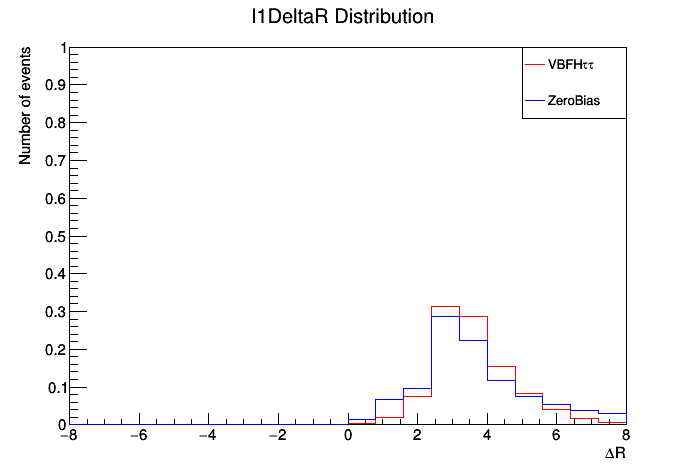 l1DeltaR Distribution
Number of events
1
0.9
0.8
0.7
0.6
0.5
0.4
0.3
0.2
0.1
0
−8 −6 −4 −2 0 2 4 6 8
ΔR
VBFHττ
ZeroBias